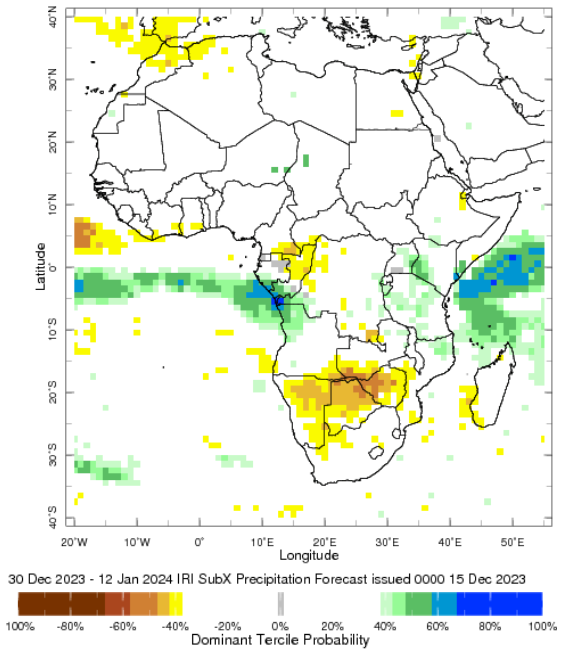 40°N
30°N
20°N
10°N
0°
10°S
20°S
30°S
40°S
Latitude
20°W 10°W 0° 10°E 20°E 30°E 40°E 50°E
Longitude
30 Dec 2023 - 12 Jan 2024 IRI SubX Precipitation Forecast issued 0000 15 Dec 2023
100% -80% -60% -40% -20% 0% 20% 40% 60% 80% 100%
Dominant Tercile Probability